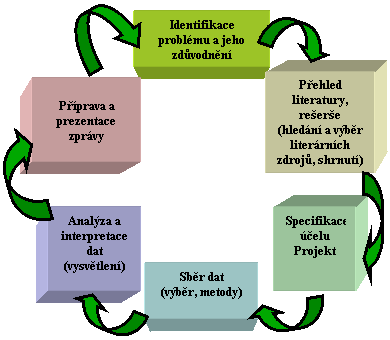 Identifikace
problému a jeho
zdůvodnění
Přehled
literatury,
rešerše
(hledání a výběr
literárních
zdrojů, shrnutí)
Specifikace
účelu
Projekt
Sběr dat
(výběr, metody)
Analýza a
interpretace
dat
(vysvětlení)
Příprava a
prezentace
zprávy